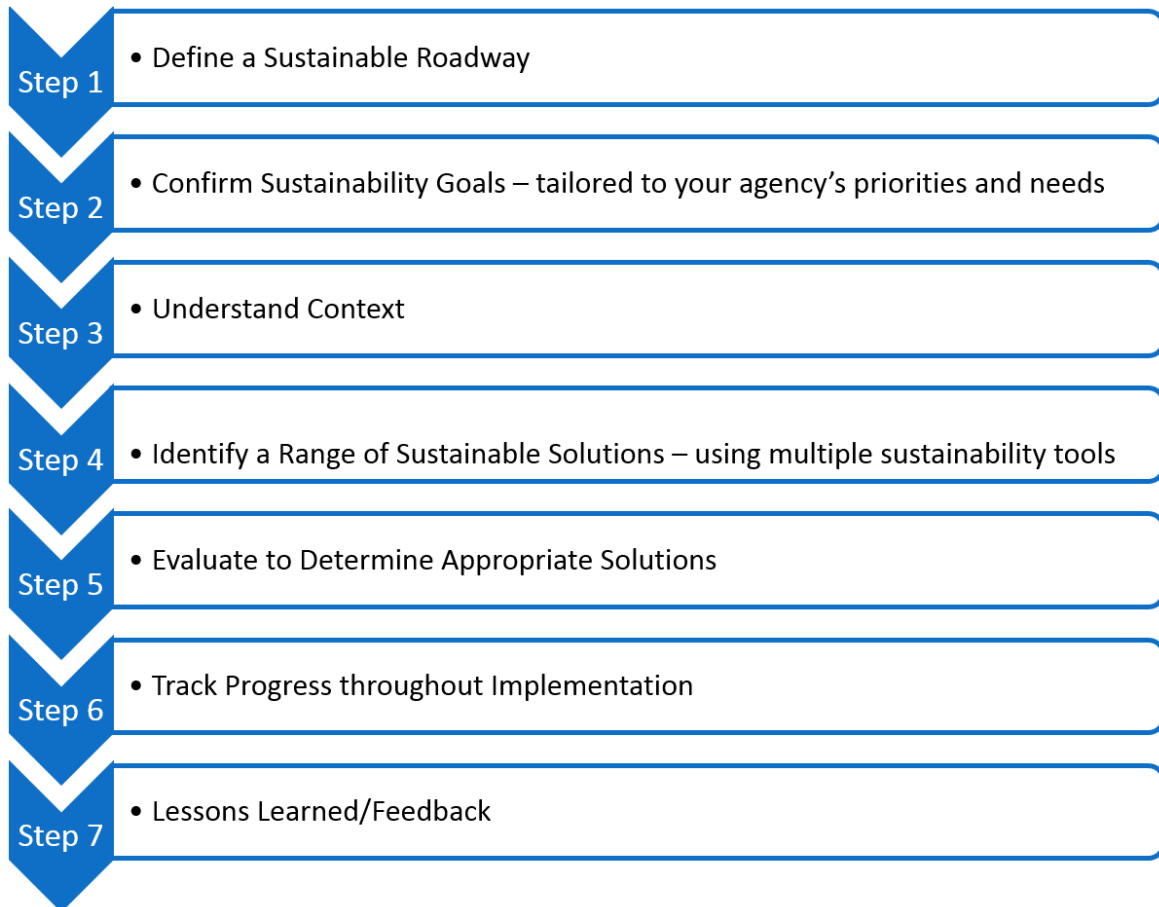 Step 1
• Define a Sustainable Roadway
Step 2
• Confirm Sustainability Goals – tailored to your agency’s priorities and needs
Step 3
• Understand Context
Step 4
• Identify a Range of Sustainable Solutions – using multiple sustainability tools
Step 5
• Evaluate to Determine Appropriate Solutions
Step 6
• Track Progress throughout Implementation
Step 7
• Lessons Learned/Feedback